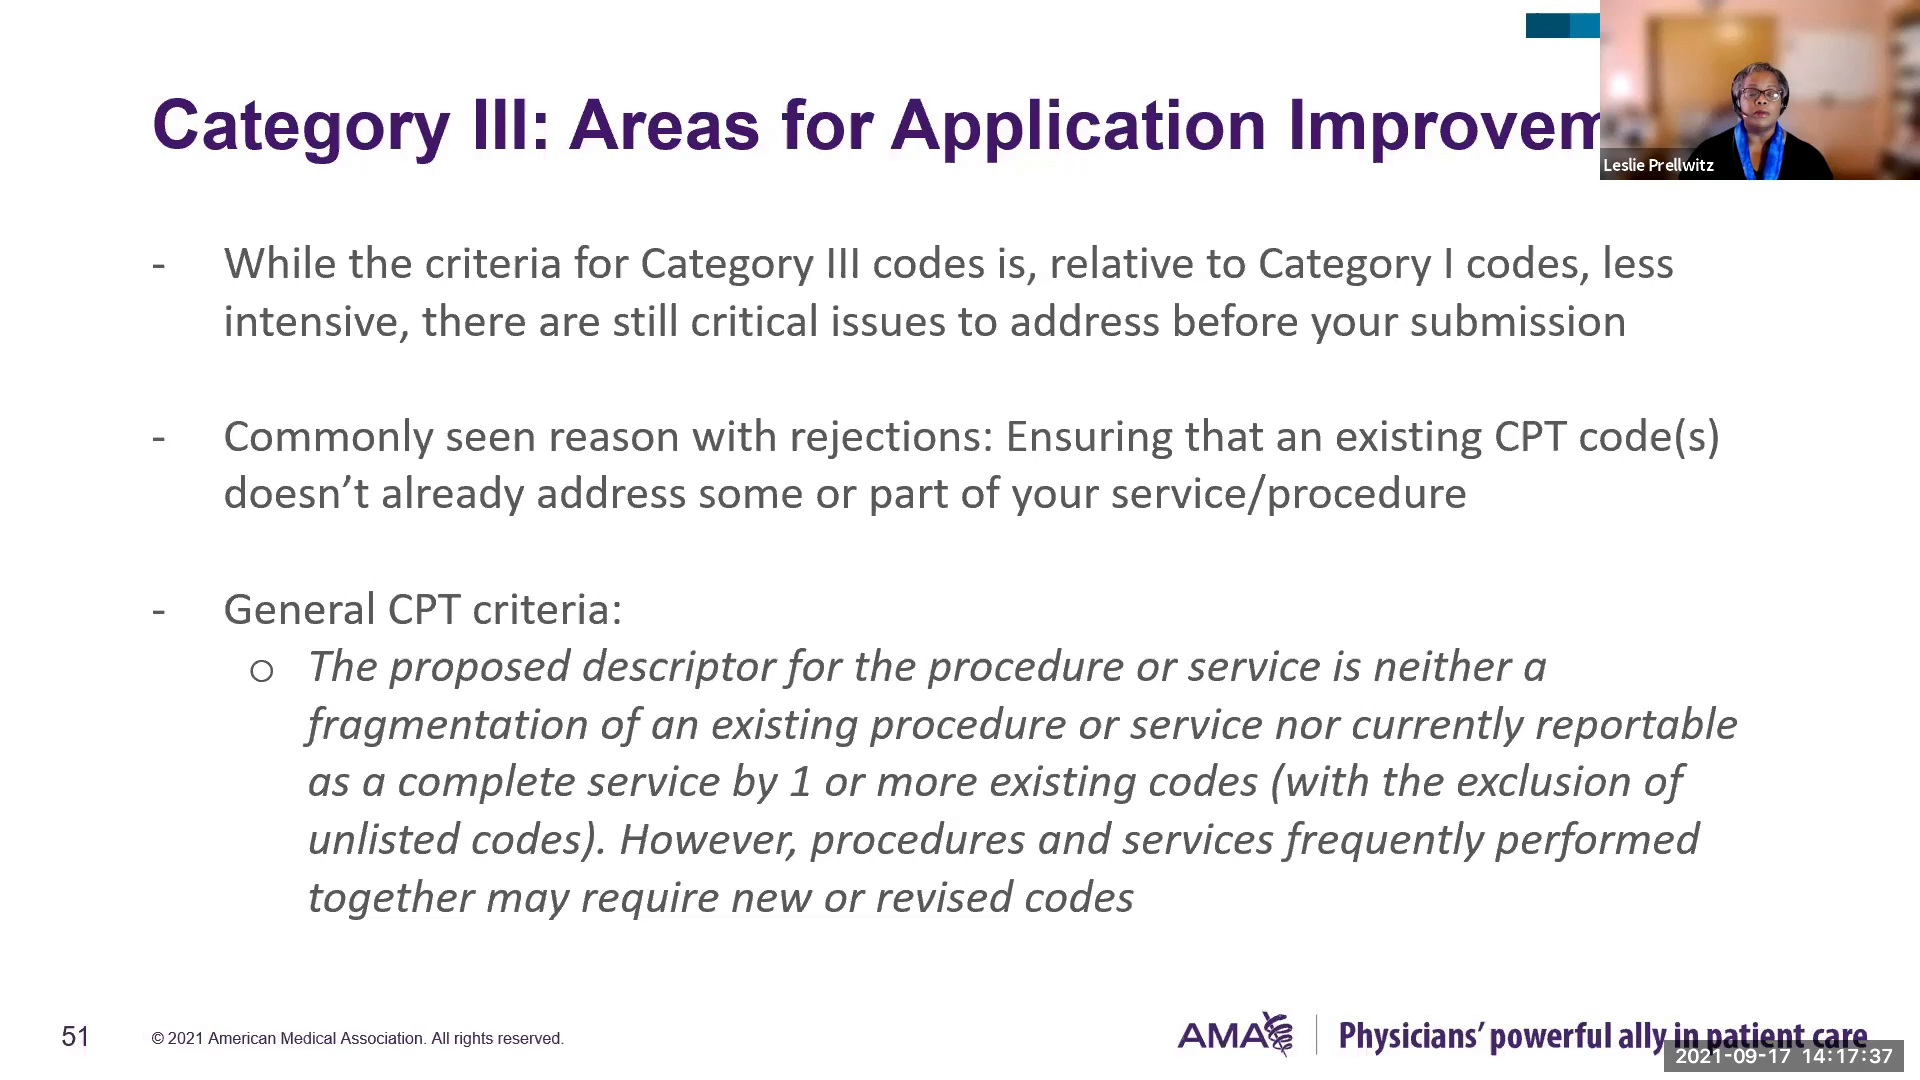 Category III: Areas for Application Improvem
Leslie Prellwitz
- While the criteria for Category III codes is, relative to Category I codes, less
intensive, there are still critical issues to address before your submission
- Commonly seen reason with rejections: Ensuring that an existing CPT code(s)
doesn’t already address some or part of your service/procedure
- General CPT criteria:
o The proposed descriptor for the procedure or service is neither a
fragmentation of an existing procedure or service nor currently reportable
as a complete service by 1 or more existing codes (with the exclusion of
unlisted codes). However, procedures and services frequently performed
together may require new or revised codes
51
© 2021 American Medical Association. All rights reserved.
AMA
Physicians’ powerful ally in patient care
2021-09-17 14:17:37